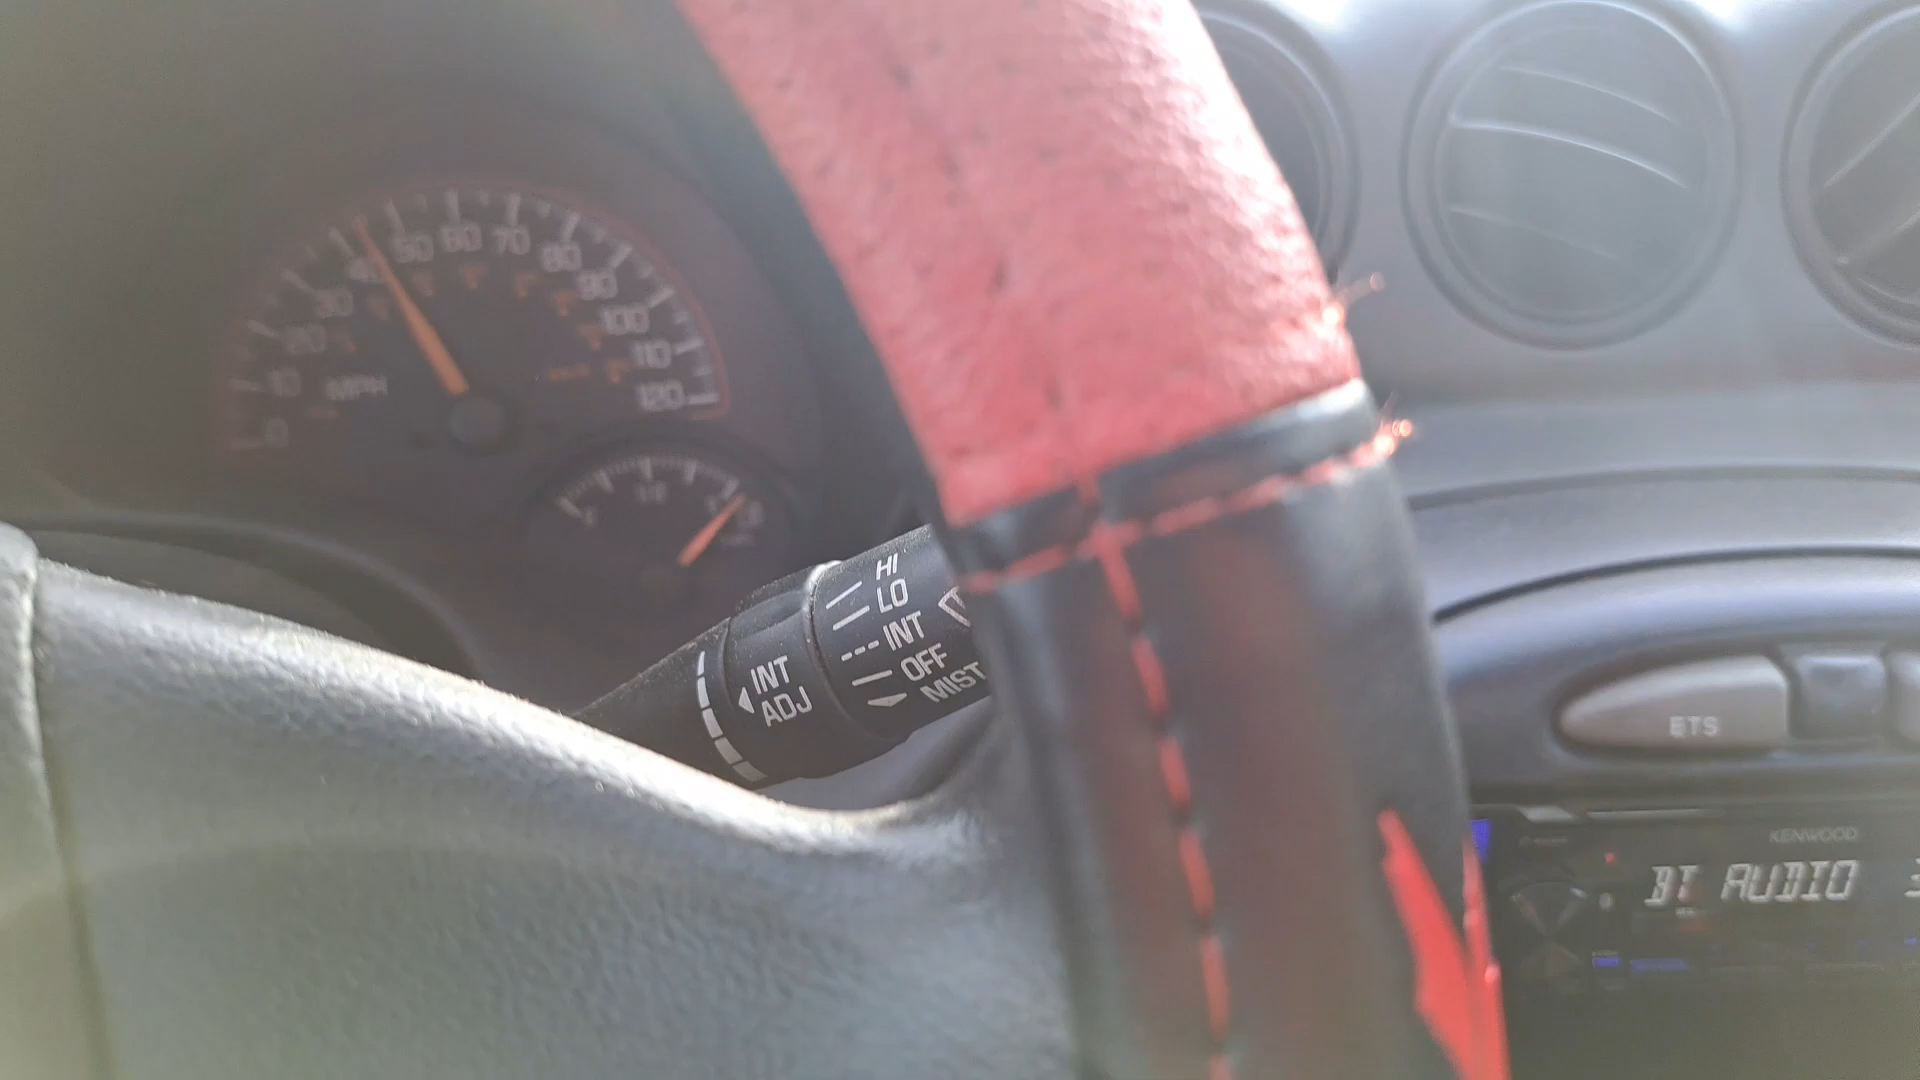 0
10
20
30
40
50
60
70
80
90
100
110
120
MPH
HI
LO
INT
OFF
MIST
INT
ADJ
BTS
KENWOOD
BT AUDIO